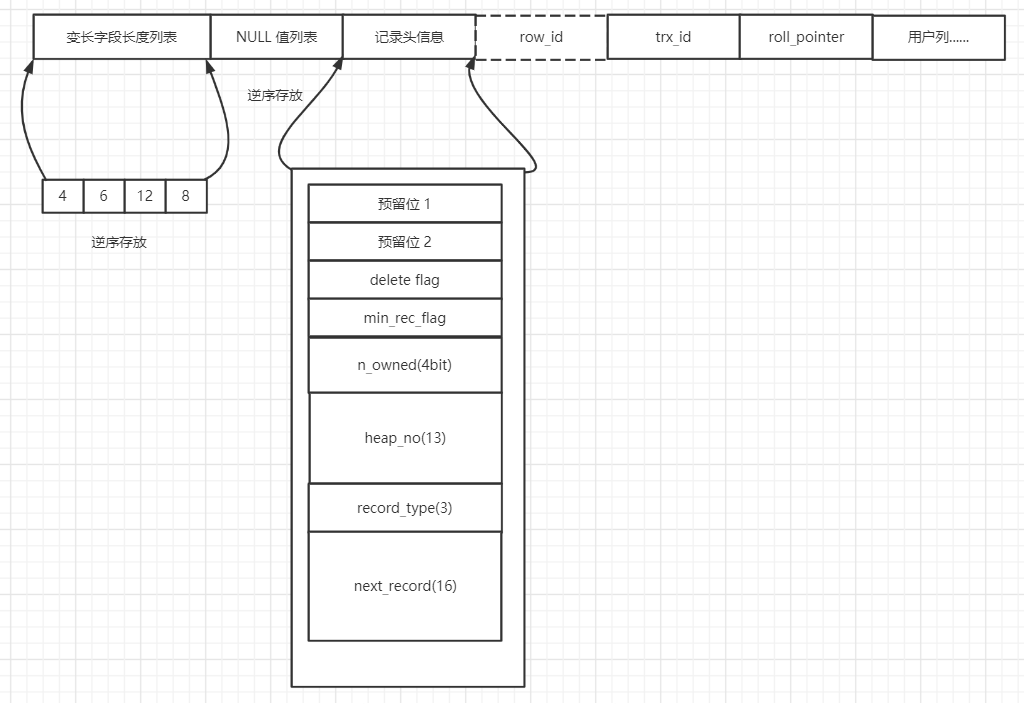 变长字段长度列表
NULL 值列表
记录头信息
row_id
trx_id
roll_pointer
用户列......
逆序存放
4
6
12
8
逆序存放
预留位 1
预留位 2
delete flag
min_rec_flag
n_owned(4bit)
heap_no(13)
record_type(3)
next_record(16)